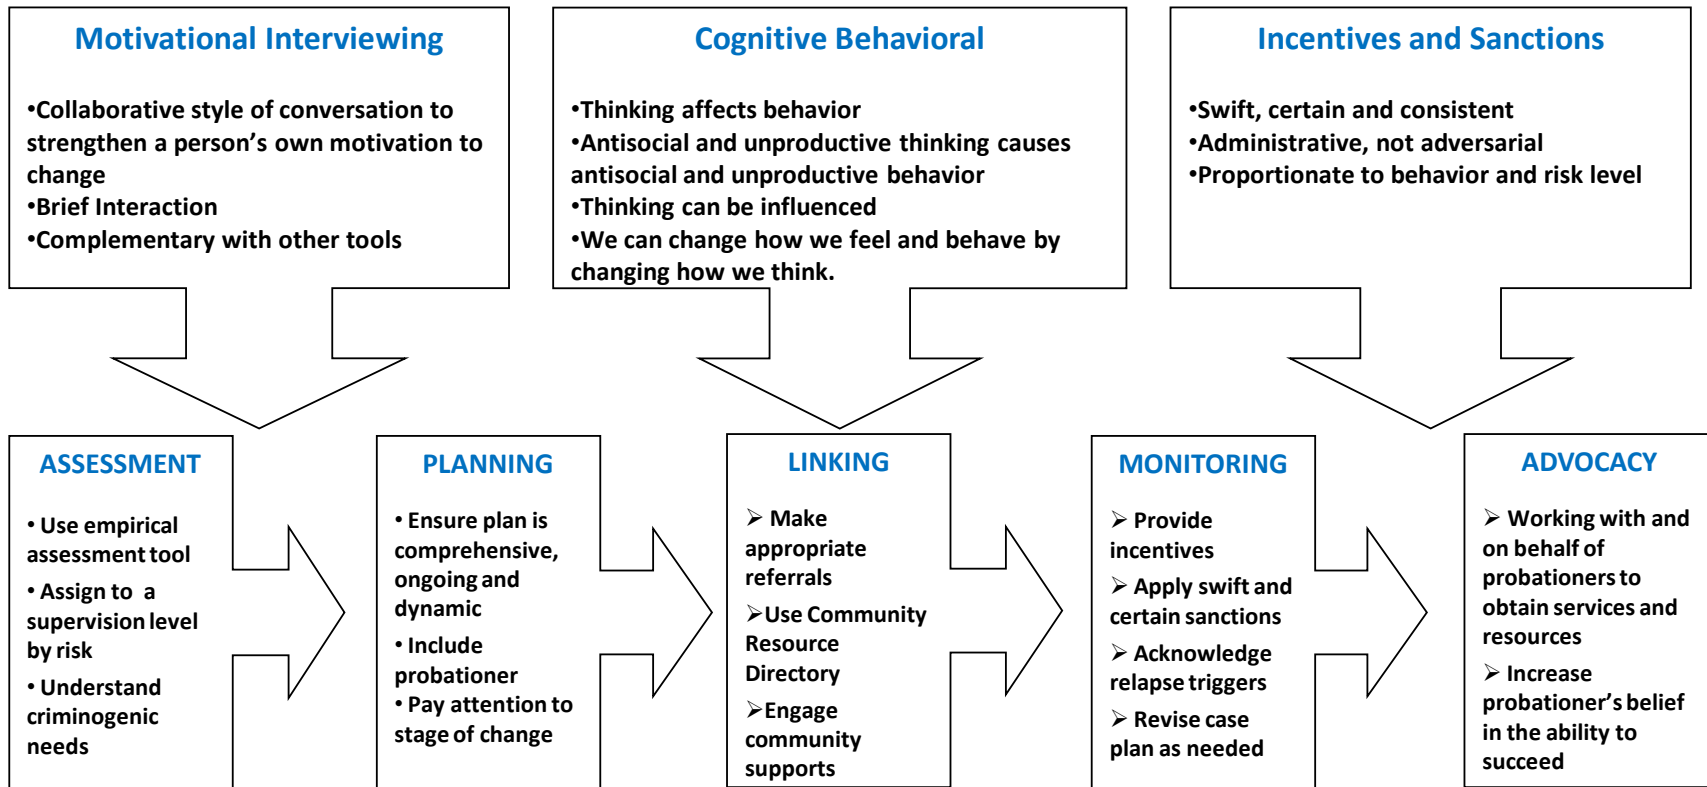 Motivational Interviewing
•Collaborative style of conversation to
strengthen a person's own motivation to
change
•Brief Interaction
•Complementary with other tools
Cognitive Behavioral
•Thinking affects behavior
•Antisocial and unproductive thinking causes
antisocial and unproductive behavior
•Thinking can be influenced
•We can change how we feel and behave by
changing how we think.
Incentives and Sanctions
•Swift, certain and consistent
•Administrative, not adversarial
•Proportionate to behavior and risk level
ASSESSMENT
• Use empirical
assessment tool
• Assign to a
supervision level
by risk
• Understand
criminogenic
needs
PLANNING
• Ensure plan is
comprehensive,
ongoing and
dynamic
• Include
probationer
• Pay attention to
stage of change
LINKING
➢ Make
appropriate
referrals
➢Use Community
Resource
Directory
➢Engage
community
supports
MONITORING
➢ Provide
incentives
➢ Apply swift and
certain sanctions
➢ Acknowledge
relapse triggers
➢ Revise case
plan as needed
ADVOCACY
➢ Working with and
on behalf of
probationers to
obtain services and
resources
➢ Increase
probationer's belief
in the ability to
succeed